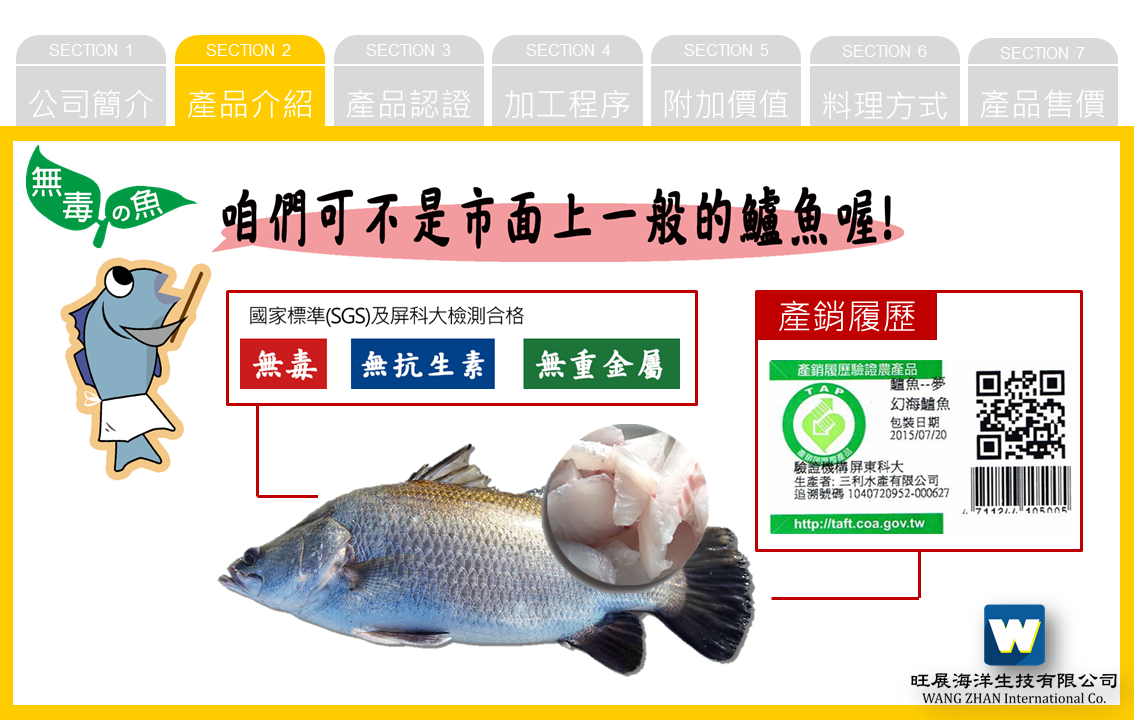 SECTION 1
SECTION 2
SECTION 3
SECTION 4
SECTION 5
SECTION 6
SECTION 7
公司簡介
產品介紹
產品認證
加工程序
附加價值
料理方式
產品售價
無毒の魚
咱們可不是市面上一般的鱸魚喔!
國家標準(SGS)及屏科大檢測合格
無毒
無抗生素
無重金屬
產銷履歷
產銷履歷驗證農產品
TAP
產銷履歷農產品
鱸魚--夢
幻海鱸魚
包裝日期
2015/07/20
驗證機構屏東科大
生產者: 三利水產有限公司
追溯號碼 1040720952-000627
4 711244 105005
http://taft.coa.gov.tw
W
旺展海洋生技有限公司
WANG ZHAN International Co.